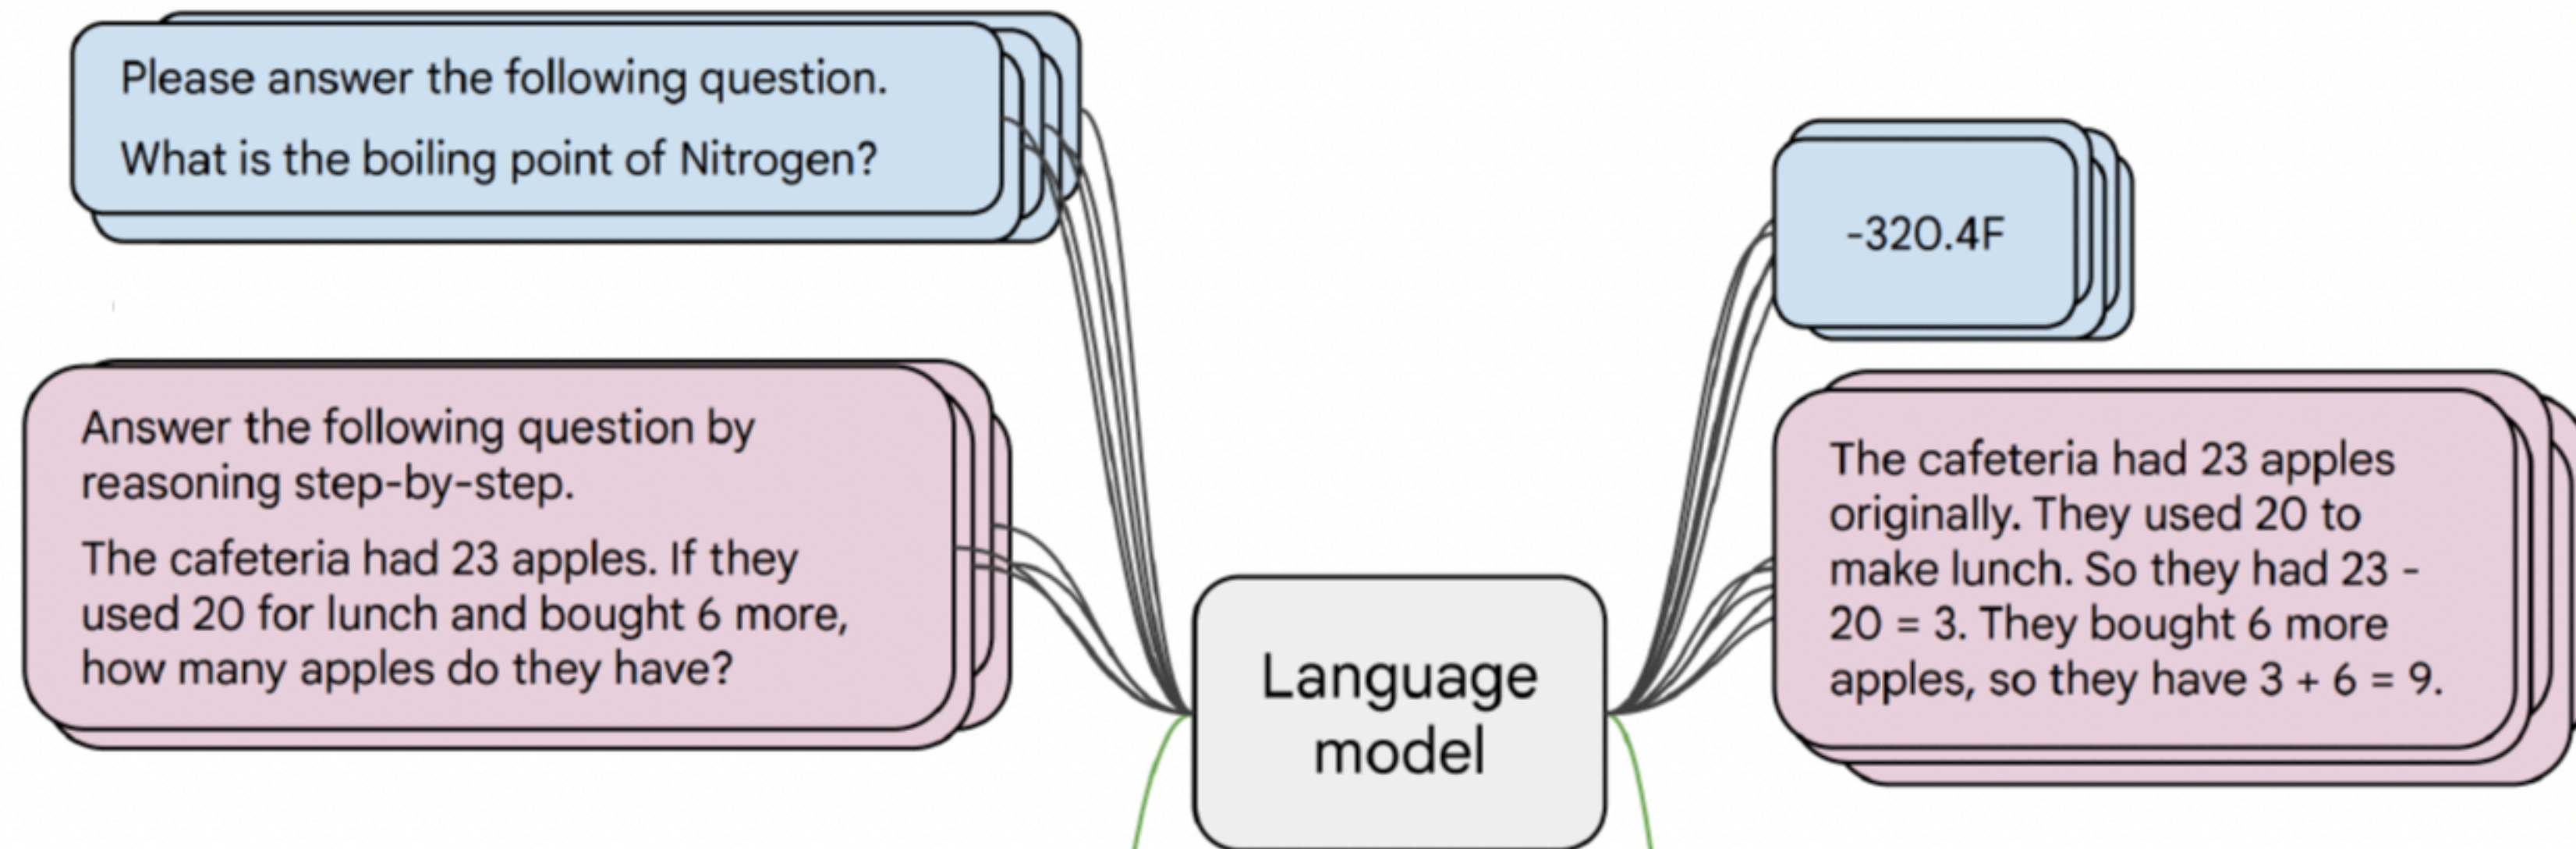 Please answer the following question.
What is the boiling point of Nitrogen?
-320.4F
Answer the following question by
reasoning step-by-step.
The cafeteria had 23 apples. If they
used 20 for lunch and bought 6 more,
how many apples do they have?
Language
model
The cafeteria had 23 apples
originally. They used 20 to
make lunch. So they had 23 -
20 = 3. They bought 6 more
apples, so they have 3 + 6 = 9.